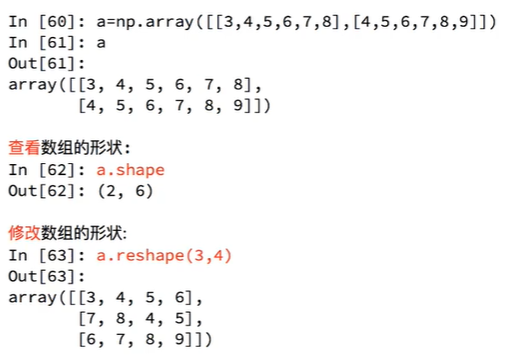 In [60]: a=np.array([[3,4,5,6,7,8],[4,5,6,7,8,9]])
In [61]: a
Out[61]:
array([[3, 4, 5, 6, 7, 8],
       [4, 5, 6, 7, 8, 9]])
查看数组的形状:
In [62]: a.shape
Out[62]: (2, 6)
修改数组的形状:
In [63]: a.reshape(3,4)
Out[63]:
array([[3, 4, 5, 6],
       [7, 8, 4, 5],
       [6, 7, 8, 9]])